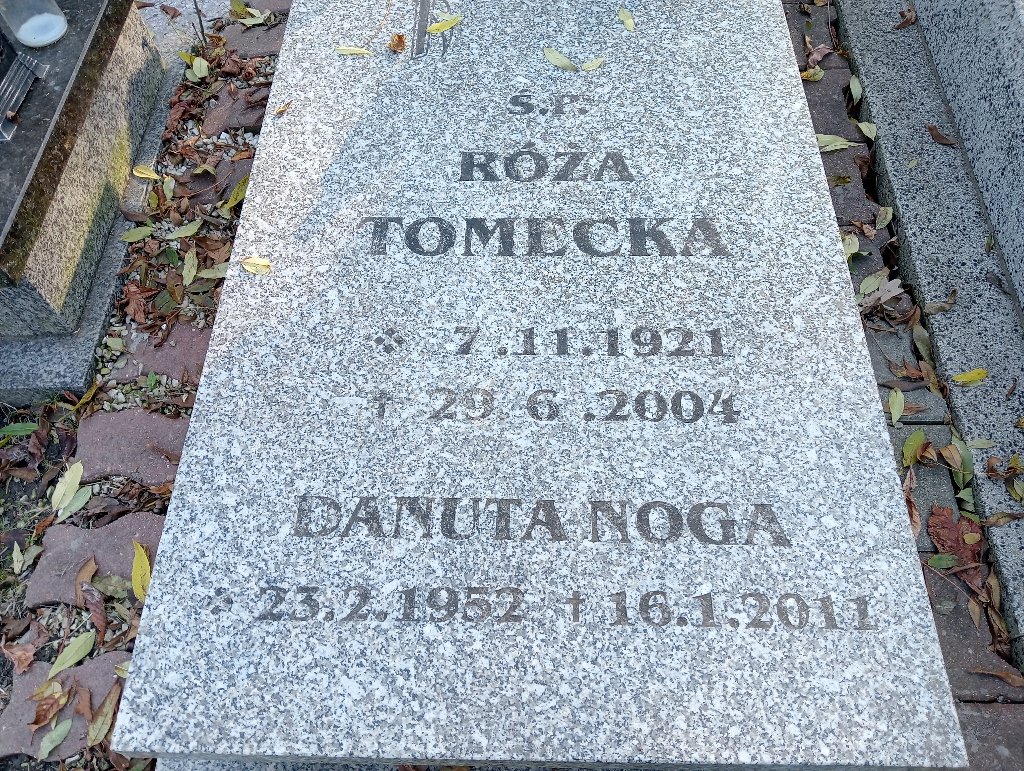 Ś.P.
RÓŻA
TOMECKA
7.11.1921
† 29.6.2004
DANUTA NOGA
23.2.1952 † 16.1.2011